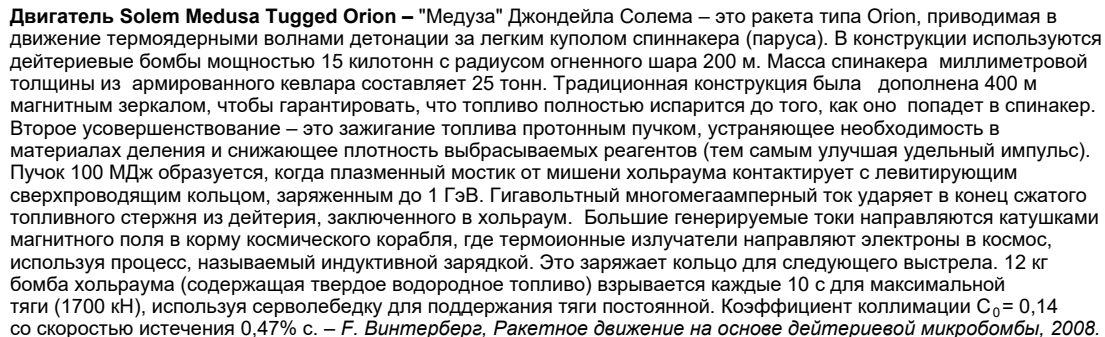 Двигатель Solem Medusa Tugged Orion – "Медуза" Джондейла Солема – это ракета типа Orion, приводимая в
движение термоядерными волнами детонации за легким куполом спиннакера (паруса). В конструкции используются
дейтериевые бомбы мощностью 15 килотонн с радиусом огненного шара 200 м. Масса спинакера миллиметровой
толщины из армированного кевлара составляет 25 тонн. Традиционная конструкция была дополнена 400 м
магнитным зеркалом, чтобы гарантировать, что топливо полностью испарится до того, как оно попадет в спинакер.
Второе усовершенствование – это зажигание топлива протонным пучком, устраняющее необходимость в
материалах деления и снижающее плотность выбрасываемых реагентов (тем самым улучшая удельный импульс).
Пучок 100 МДж образуется, когда плазменный мостик от мишени хольраума контактирует с левитирующим
сверхпроводящим кольцом, заряженным до 1 ГэВ. Гигавольтный многомегаамперный ток ударяет в конец сжатого
топливного стержня из дейтерия, заключенного в хольраум. Большие генерируемые токи направляются катушками
магнитного поля в корму космического корабля, где термоионные излучатели направляют электроны в космос,
используя процесс, называемый индуктивной зарядкой. Это заряжает кольцо для следующего выстрела. 12 кг
бомба хольраума (содержащая твердое водородное топливо) взрывается каждые 10 с для максимальной
тяги (1700 кН), используя серволебедку для поддержания тяги постоянной. Коэффициент коллимации C₀= 0,14
со скоростью истечения 0,47% с. – F. Винтерберг, Ракетное движение на основе дейтериевой микробомбы, 2008.